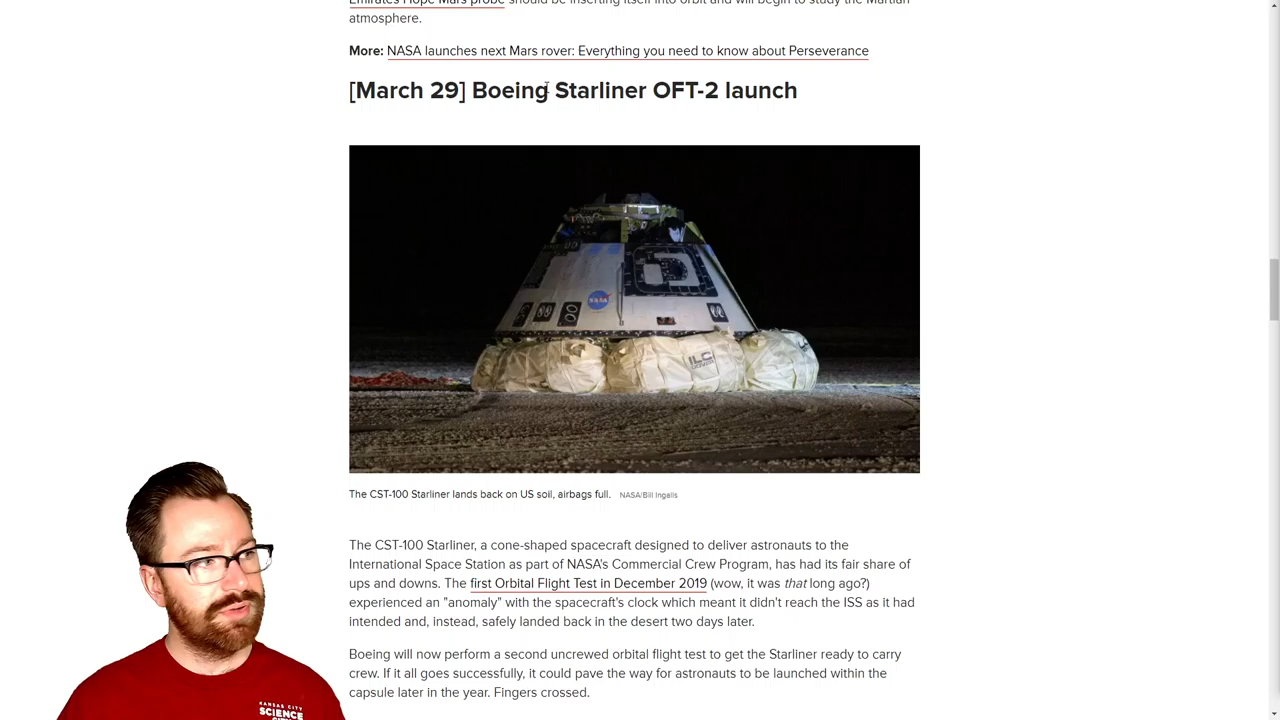 Emirates Hope Mars probe should be inserting itself into orbit and will begin to study the Martian
atmosphere.
More: NASA launches next Mars rover: Everything you need to know about Perseverance
[March 29] Boeing Starliner OFT-2 launch
NASA
ILC
The CST-100 Starliner lands back on US soil, airbags full. NASA/Bill Ingalls
The CST-100 Starliner, a cone-shaped spacecraft designed to deliver astronauts to the
International Space Station as part of NASA's Commercial Crew Program, has had its fair share of
ups and downs. The first Orbital Flight Test in December 2019 (wow, it was that long ago?)
experienced an "anomaly" with the spacecraft's clock which meant it didn't reach the ISS as it had
intended and, instead, safely landed back in the desert two days later.
Boeing will now perform a second uncrewed orbital flight test to get the Starliner ready to carry
crew. If it all goes successfully, it could pave the way for astronauts to be launched within the
capsule later in the year. Fingers crossed.
KANSAS CITY
SCIENCE